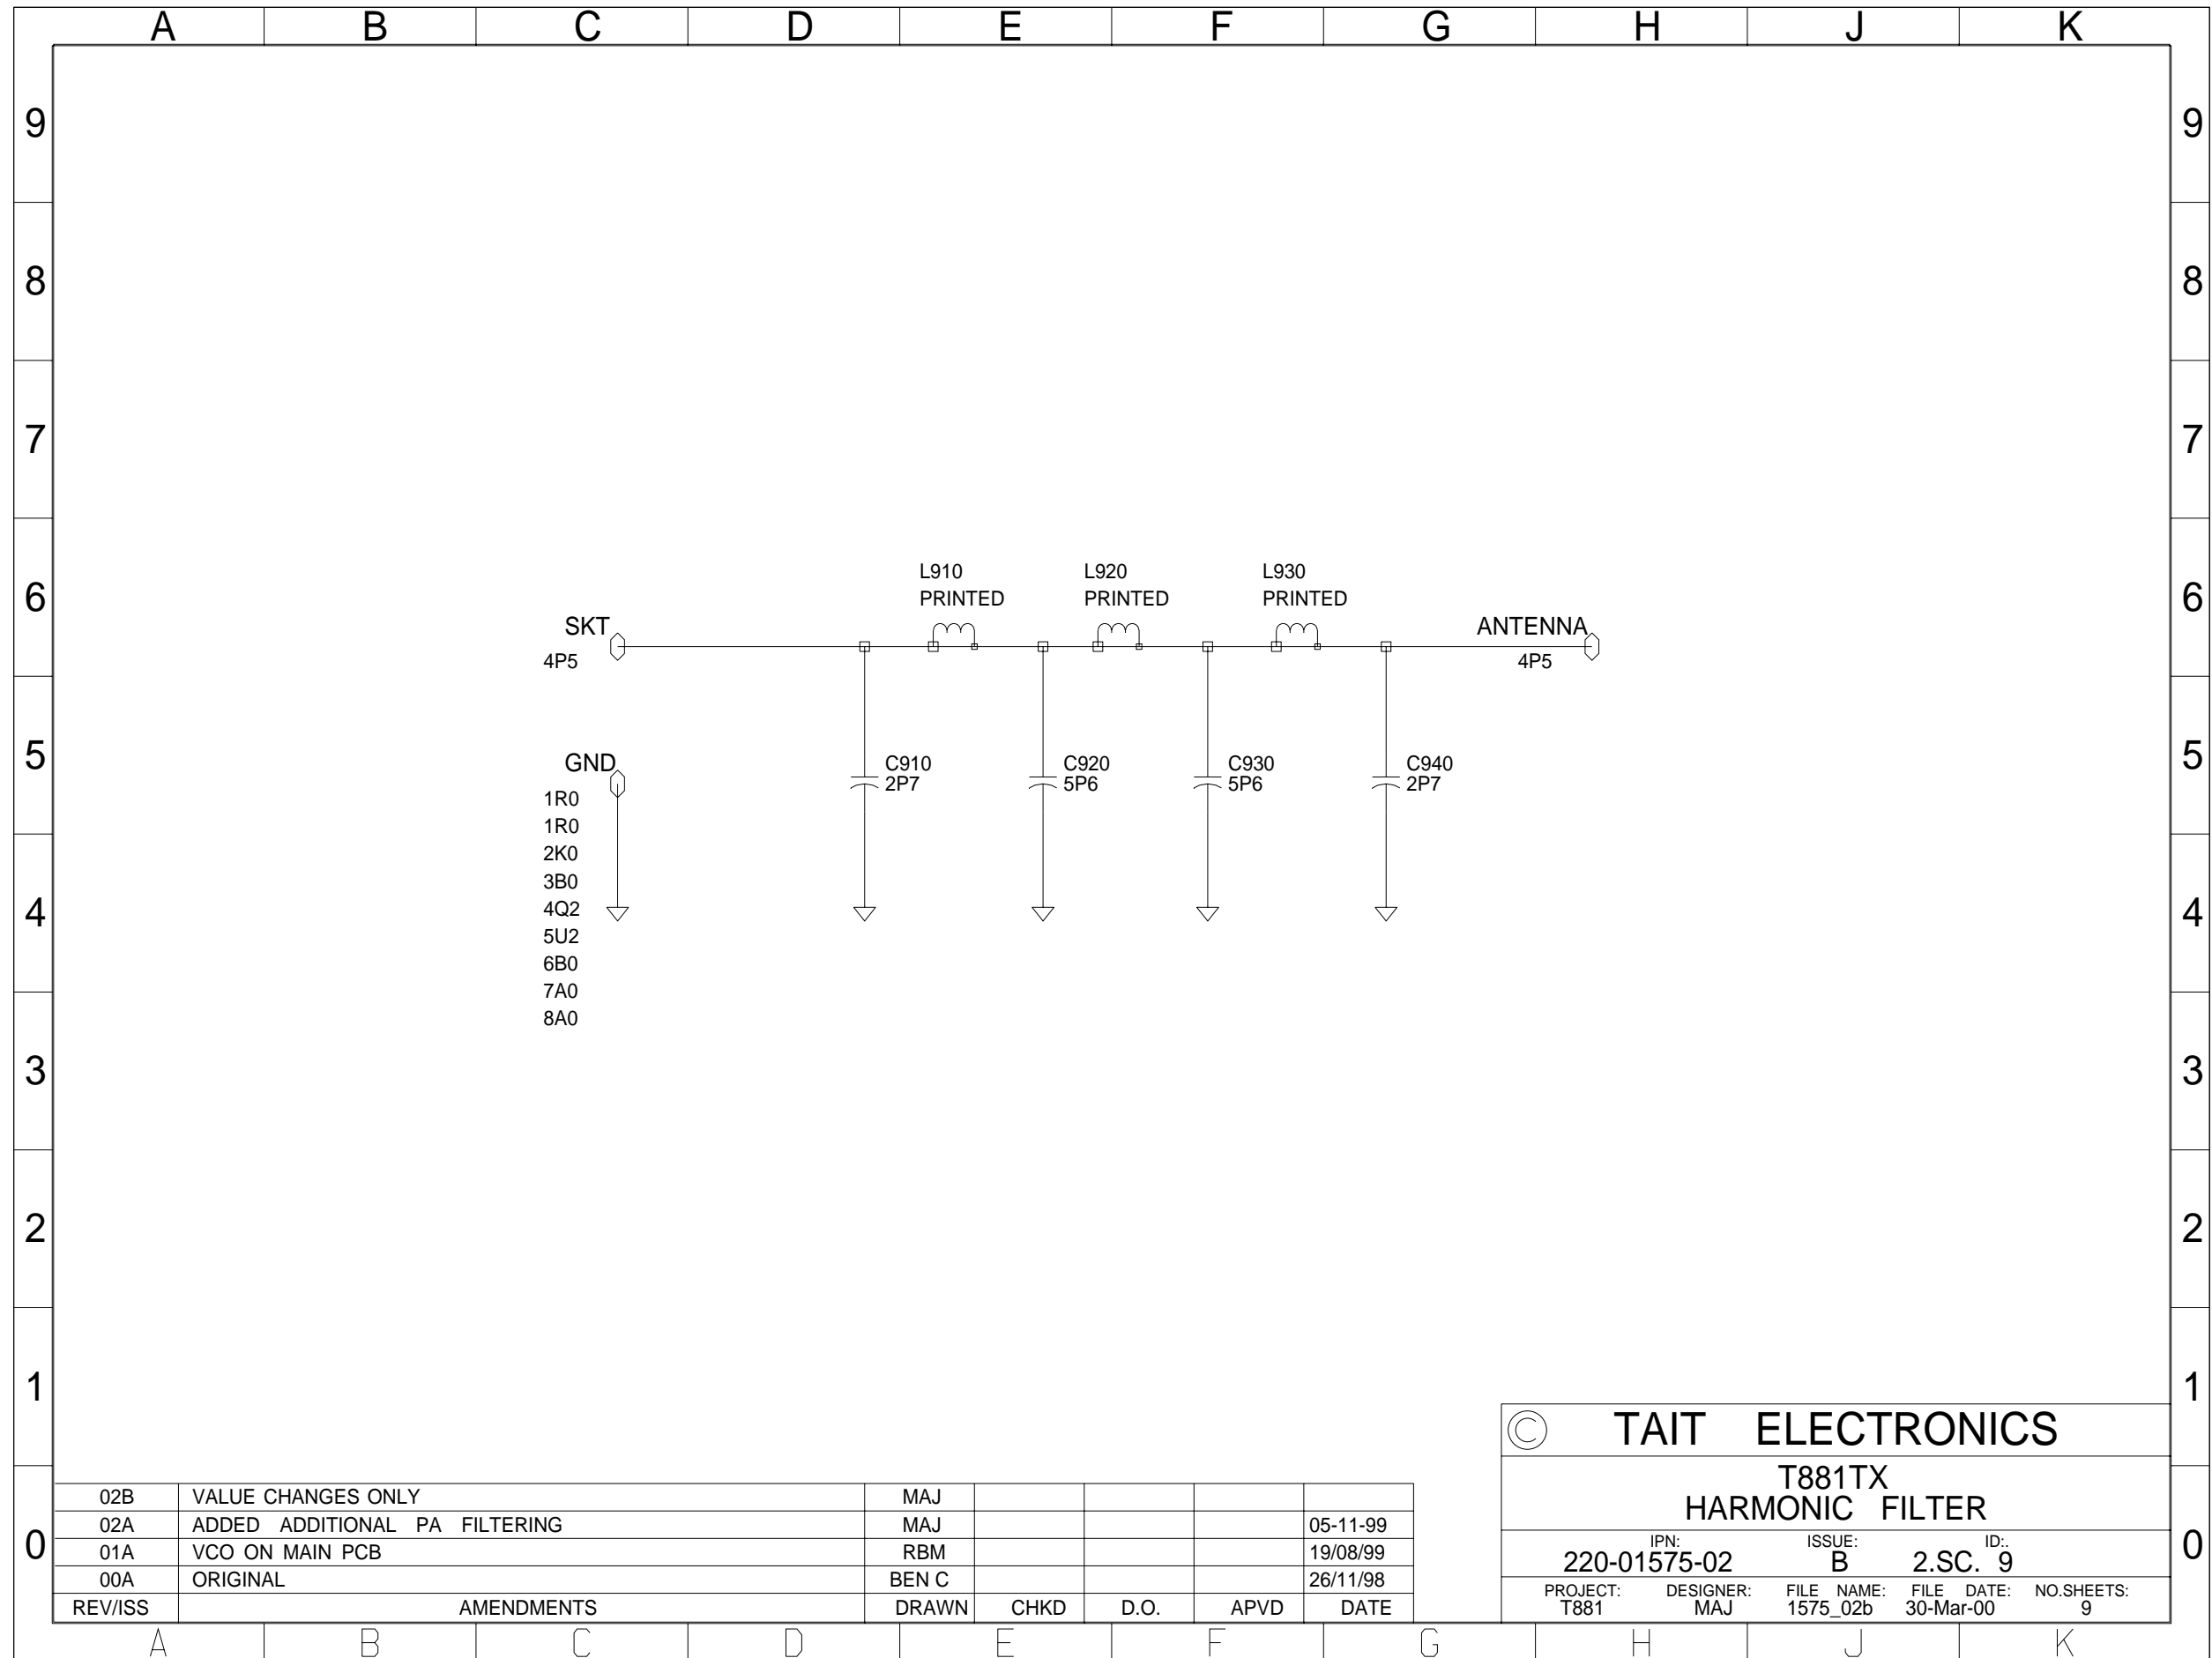 A B C D E F G H J K
9 9
8 8
7 7
L910 L920 L930
6 PRINTED PRINTED PRINTED 6
SKT ANTENNA
4P5 4P5
5 GND C910 C920 C930 C940 5
2P7 5P6 5P6 2P7
1R0
1R0
2K0
3B0
4 4Q2 4
5U2
6B0
7A0
8A0
3 3
2 2
1 1
© TAIT ELECTRONICS
T881TX
HARMONIC FILTER
IPN: ISSUE: ID:.
220-01575-02 B 2.SC. 9
PROJECT: DESIGNER: FILE NAME: FILE DATE: NO.SHEETS:
T881 MAJ 1575_02b 30-Mar-00 9
02B VALUE CHANGES ONLY MAJ
02A ADDED ADDITIONAL PA FILTERING MAJ 05-11-99
0 0
01A VCO ON MAIN PCB RBM 19/08/99
00A ORIGINAL BEN C 26/11/98
REV/ISS AMENDMENTS DRAWN CHKD D.O. APVD DATE
A B C D E F G H J K